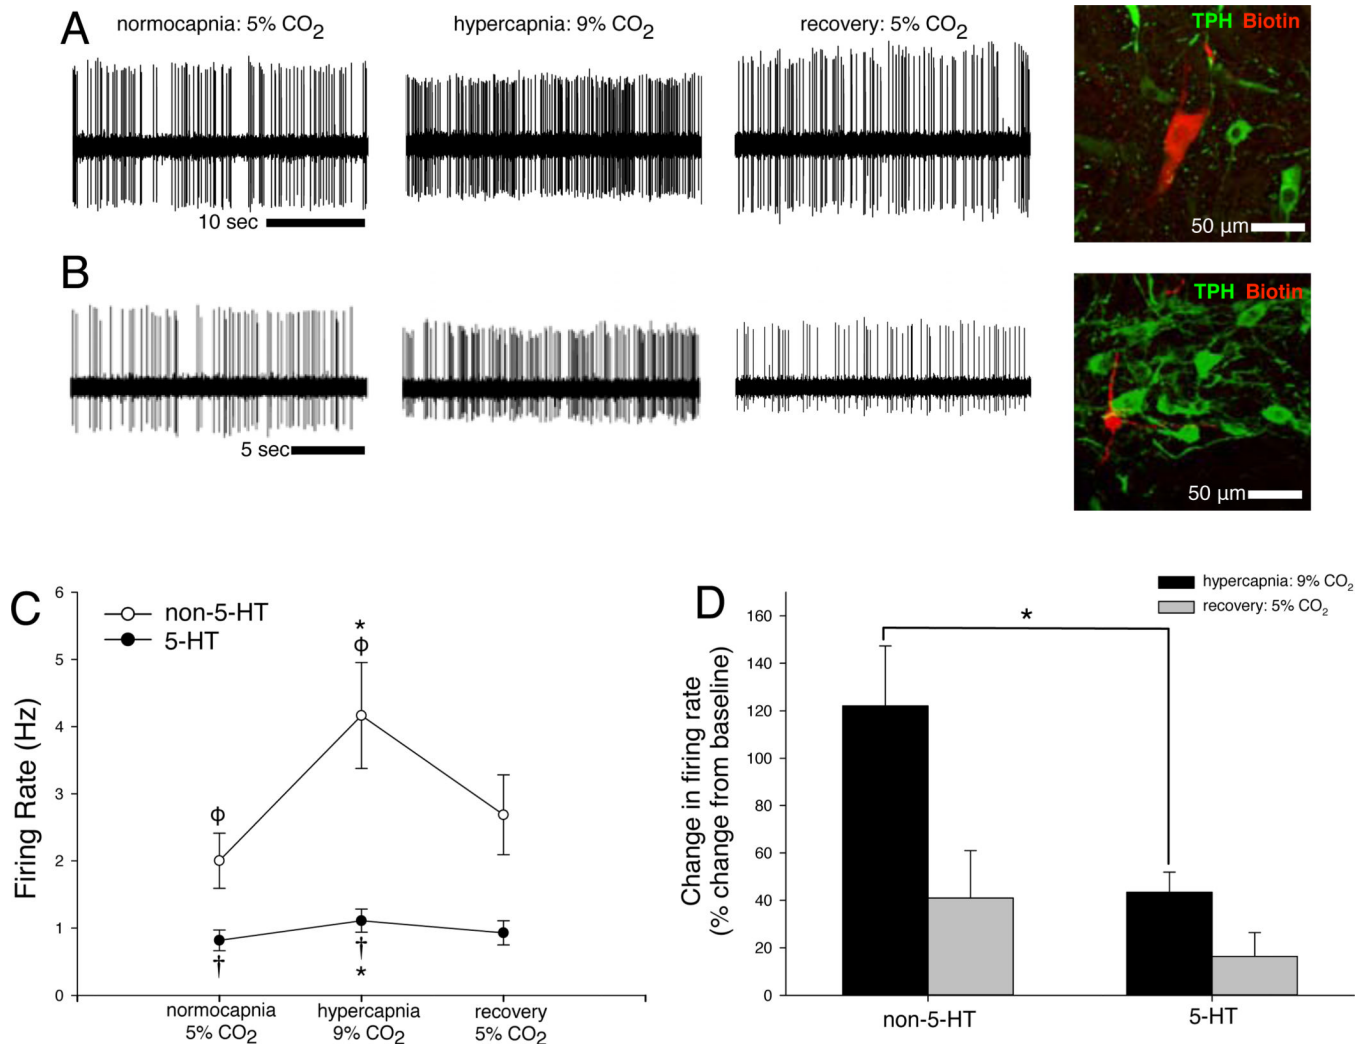 A
normocapnia: 5% CO2
hypercapnia: 9% CO2
recovery: 5% CO2
TPH Biotin
10 sec
50 µm
B
TPH Biotin
5 sec
50 µm
C
non-5-HT
5-HT
Firing Rate (Hz)
6
5
4
3
2
1
0
*
ф
ф
†
†
*
normocapnia
5% CO2
hypercapnia
9% CO2
recovery
5% CO2
D
hypercapnia: 9% CO2
recovery: 5% CO2
*
Change in firing rate
(% change from baseline)
160
140
120
100
80
60
40
20
0
non-5-HT
5-HT